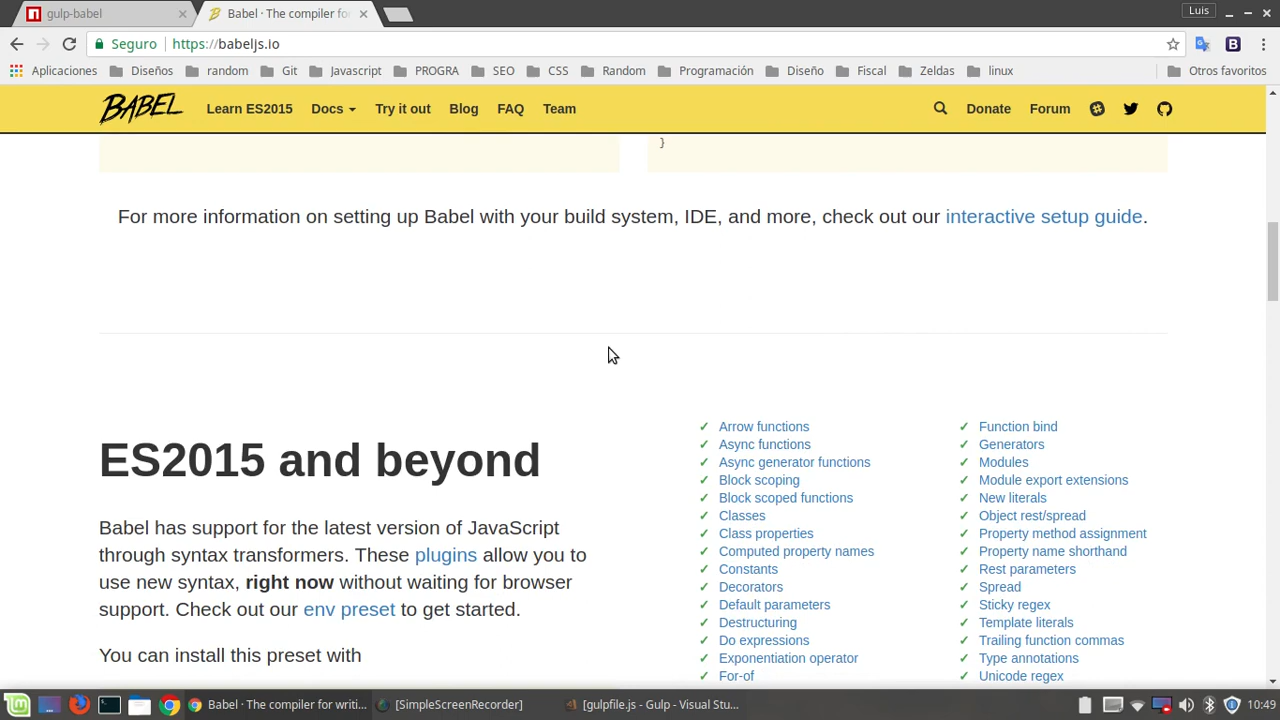 gulp-babel
Babel · The compiler fo
Luis
Seguro
https://babeljs.io
Aplicaciones
Diseños
random
Git
Javascript
PROGRA
SEO
CSS
Random
Programación
Diseño
Fiscal
Zeldas
linux
Otros favoritos
BABEL
Learn ES2015
Docs
Try it out
Blog
FAQ
Team
Donate
Forum
}
For more information on setting up Babel with your build system, IDE, and more, check out our interactive setup guide.
ES2015 and beyond
Babel has support for the latest version of JavaScript
through syntax transformers. These plugins allow you to
use new syntax, right now without waiting for browser
support. Check out our env preset to get started.
You can install this preset with
✓ Arrow functions
✓ Async functions
✓ Async generator functions
✓ Block scoping
✓ Block scoped functions
✓ Classes
✓ Class properties
✓ Computed property names
✓ Constants
✓ Decorators
✓ Default parameters
✓ Destructuring
✓ Do expressions
✓ Exponentiation operator
✓ For-of
✓ Function bind
✓ Generators
✓ Modules
✓ Module export extensions
✓ New literals
✓ Object rest/spread
✓ Property method assignment
✓ Property name shorthand
✓ Rest parameters
✓ Spread
✓ Sticky regex
✓ Template literals
✓ Trailing function commas
✓ Type annotations
✓ Unicode regex
Babel · The compiler for writi...
[SimpleScreenRecorder]
[gulpfile.js - Gulp - Visual Stu...
10:49